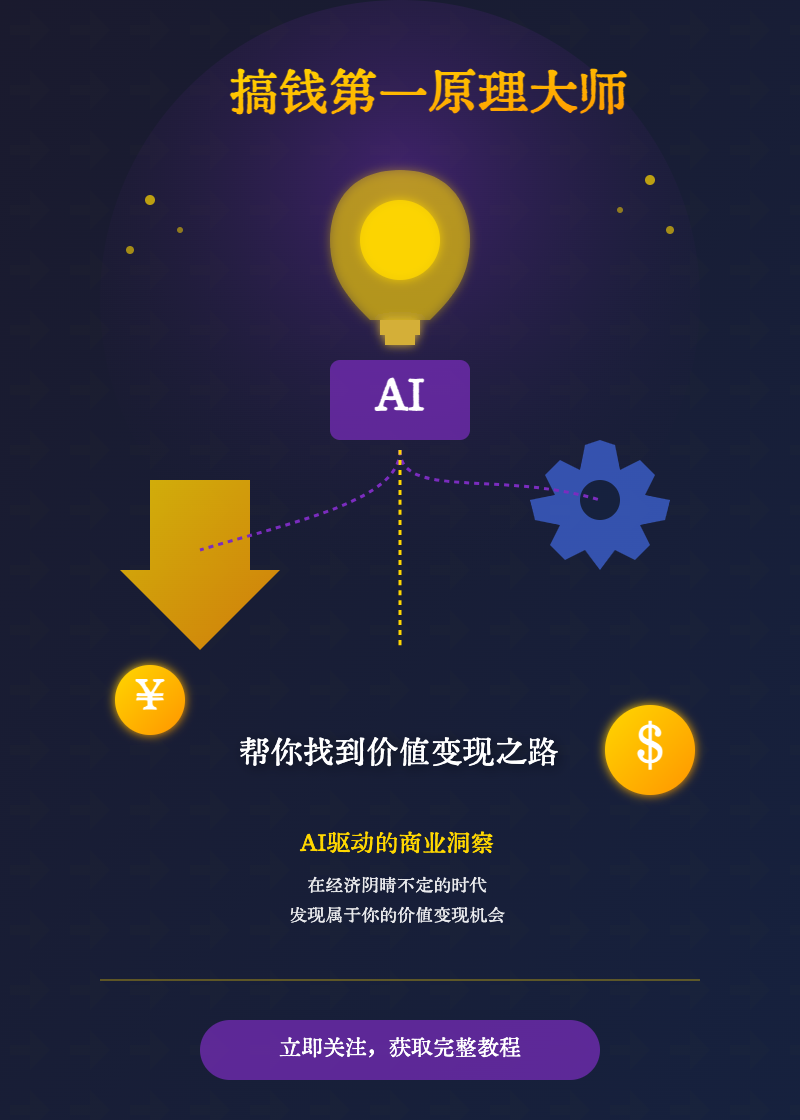 搞钱第一原理大师
AI
¥
$
帮你找到价值变现之路
AI驱动的商业洞察
在经济阴晴不定的时代
发现属于你的价值变现机会
立即关注，获取完整教程